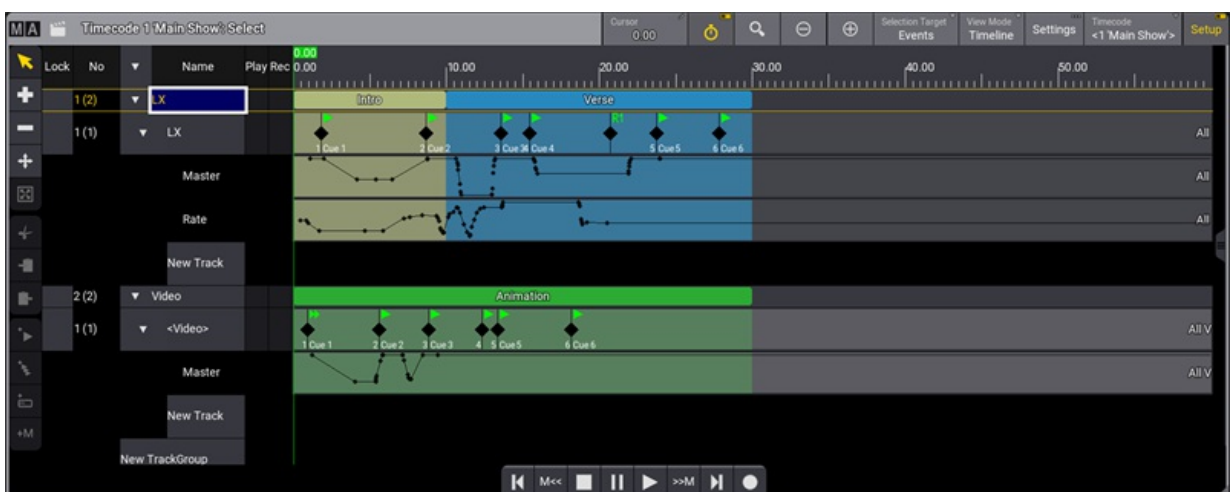 MA Timecode 1 'Main Show': Select Cursor 0.00 Selection Target Events View Mode Timeline Settings Timecode <1 'Main Show'> Setup
Lock No Name Play Rec 0.00 0.00 10.00 20.00 30.00 40.00 50.00
1 (2) LX Intro Verse
1 (1) LX R1 All
1 Cue 1 2 Cue 2 3 Cue 3 4 Cue 4 5 Cue 5 6 Cue 6
Master All
Rate All
New Track
2 (2) Video Animation
1 (1) <Video> All V
1 Cue 1 2 Cue 2 3 Cue 3 4 5 Cue 5 6 Cue 6
Master All V
New Track
+M
New TrackGroup
M<< >>M